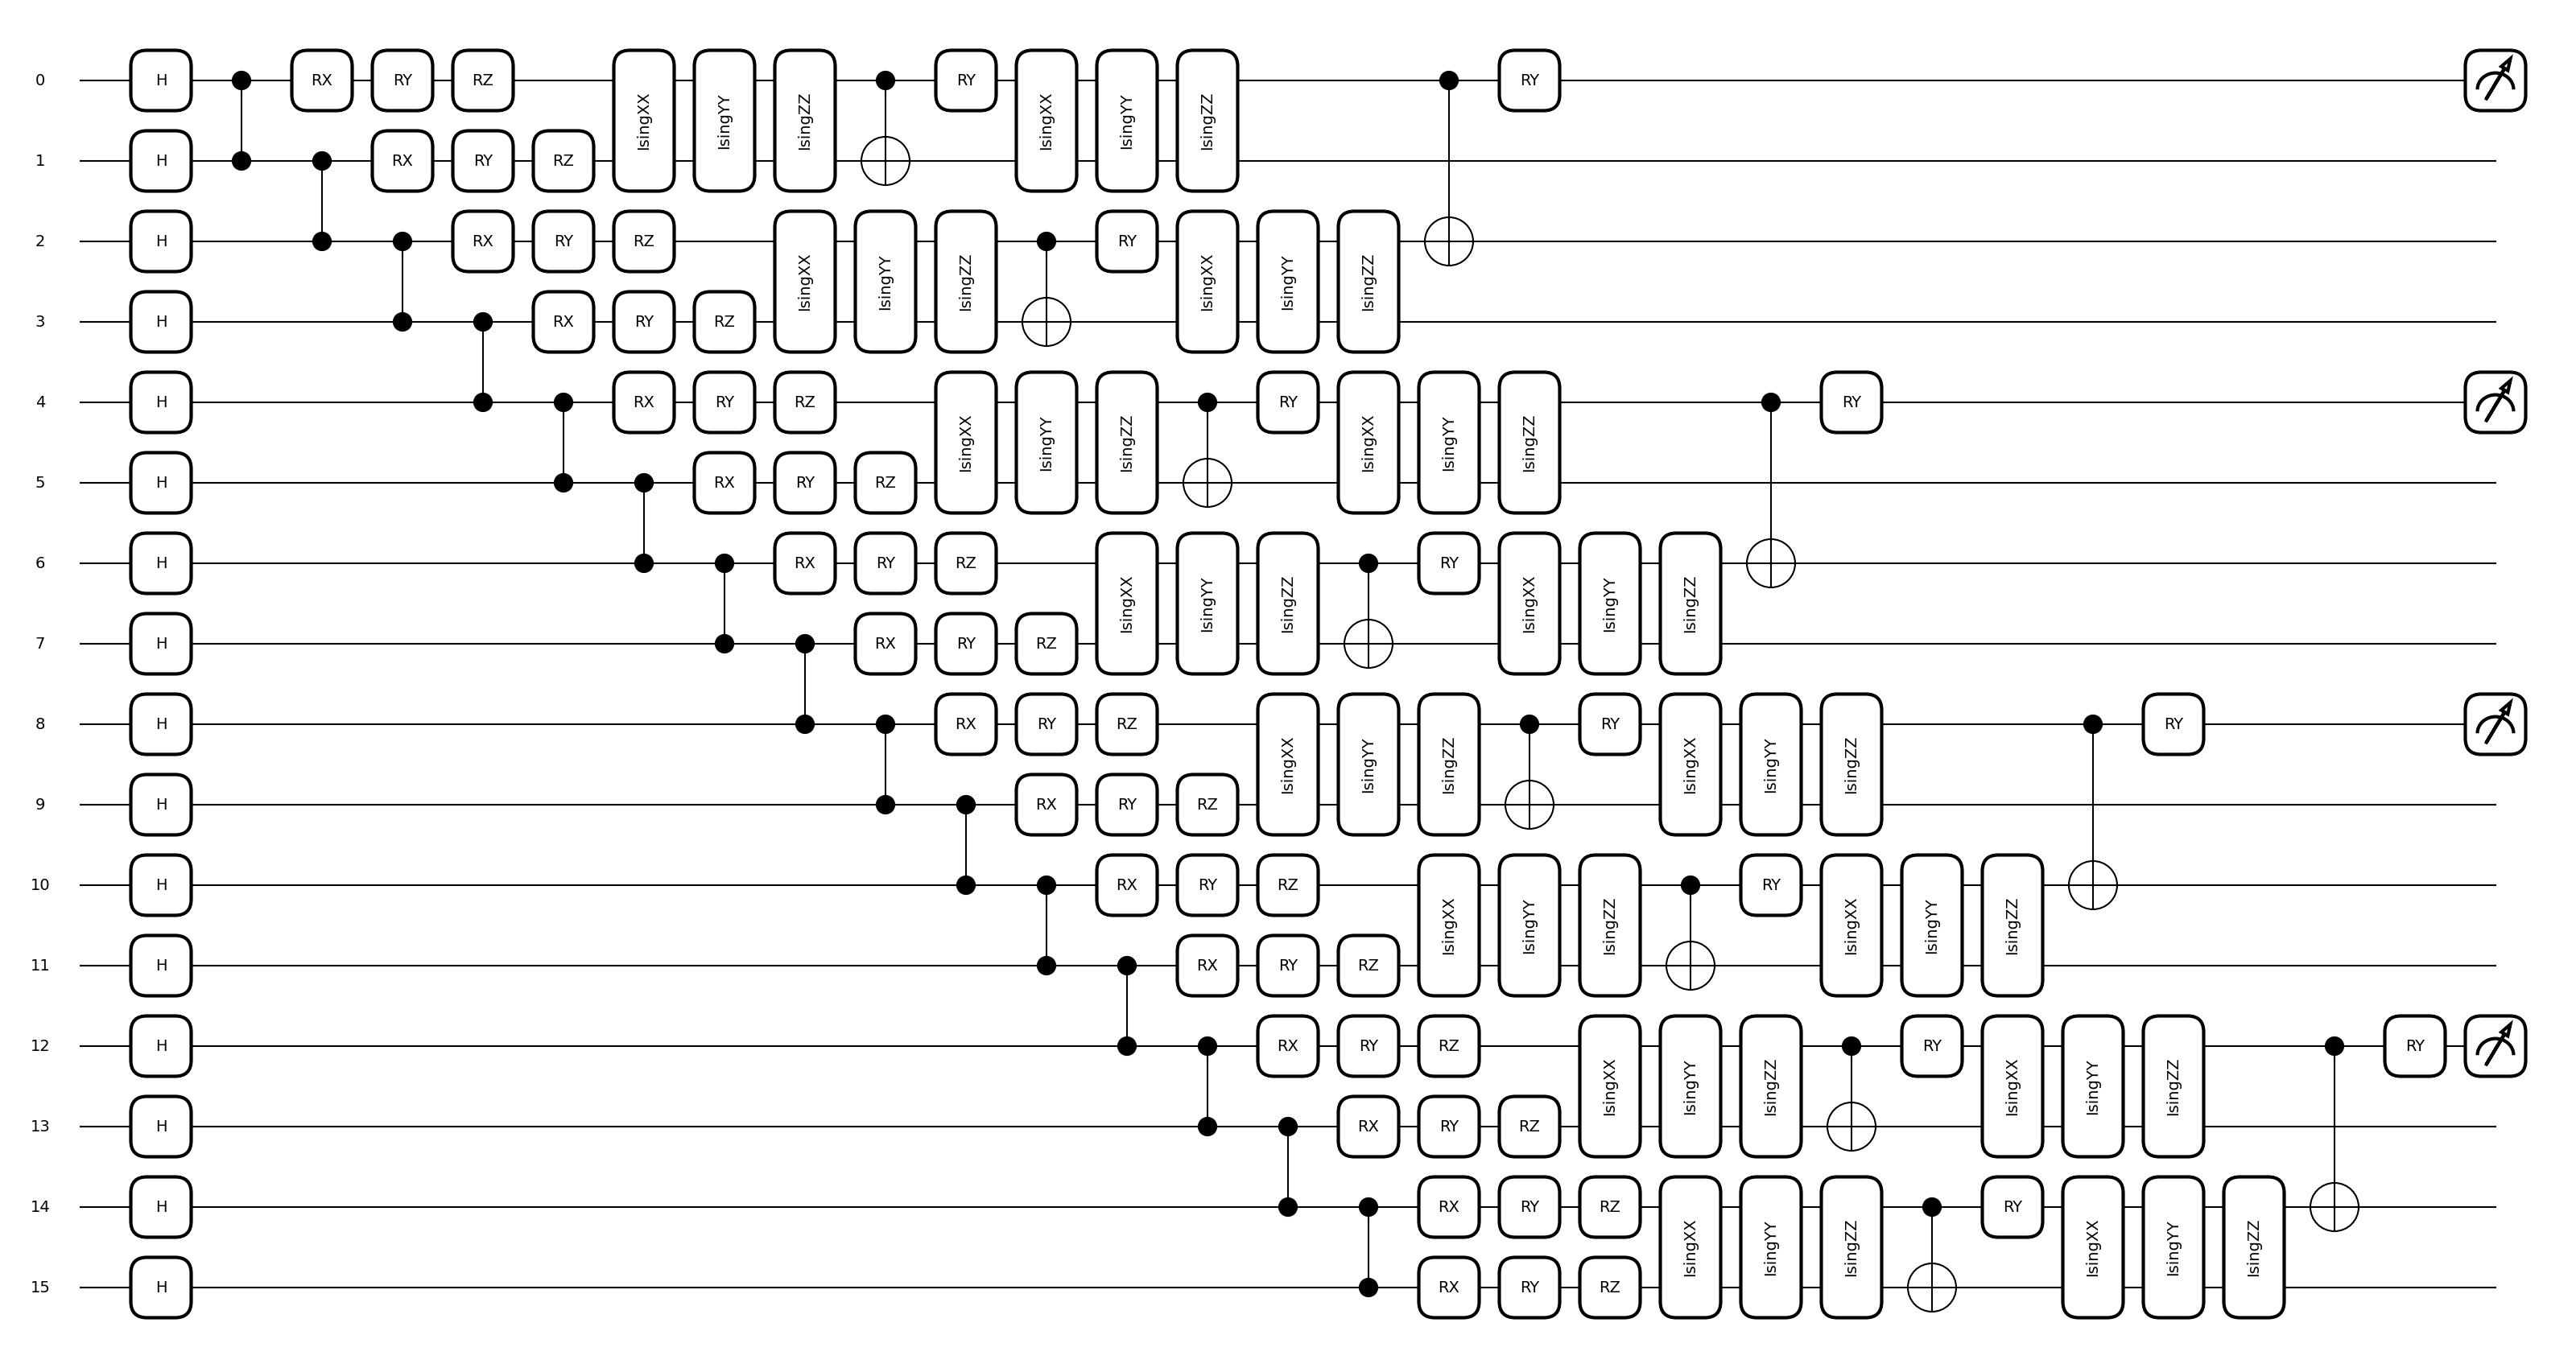 0 H RX RY RZ IsingXX IsingYY IsingZZ RY IsingXX IsingYY IsingZZ RY
1 H RX RY RZ
2 H RX RY RZ IsingXX IsingYY IsingZZ RY IsingXX IsingYY IsingZZ
3 H RX RY RZ
4 H RX RY RZ IsingXX IsingYY IsingZZ RY IsingXX IsingYY IsingZZ RY
5 H RX RY RZ
6 H RX RY RZ IsingXX IsingYY IsingZZ RY IsingXX IsingYY IsingZZ
7 H RX RY RZ
8 H RX RY RZ IsingXX IsingYY IsingZZ RY IsingXX IsingYY IsingZZ RY
9 H RX RY RZ
10 H RX RY RZ IsingXX IsingYY IsingZZ RY IsingXX IsingYY IsingZZ
11 H RX RY RZ
12 H RX RY RZ IsingXX IsingYY IsingZZ RY IsingXX IsingYY IsingZZ RY
13 H RX RY RZ
14 H RX RY RZ IsingXX IsingYY IsingZZ RY IsingXX IsingYY IsingZZ
15 H RX RY RZ